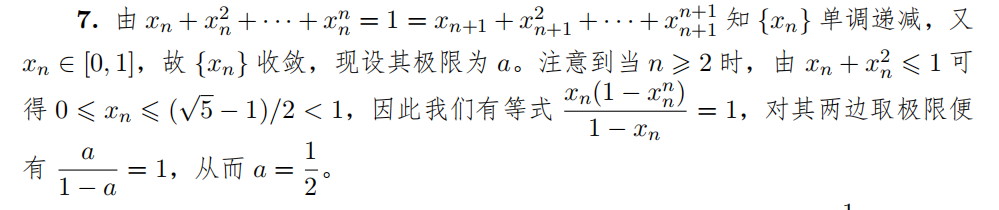 7. 由 $x_n + x_n^2 + \cdots + x_n^n = 1 = x_{n+1} + x_{n+1}^2 + \cdots + x_{n+1}^{n+1}$ 知 $\{x_n\}$ 单调递减，又
$x_n \in [0, 1]$，故 $\{x_n\}$ 收敛，现设其极限为 $a$。注意到当 $n \geqslant 2$ 时，由 $x_n + x_n^2 \leqslant 1$ 可
得 $0 \leqslant x_n \leqslant (\sqrt{5} - 1)/2 < 1$，因此我们有等式 $\dfrac{x_n(1 - x_n^n)}{1 - x_n} = 1$，对其两边取极限便
有 $\dfrac{a}{1 - a} = 1$，从而 $a = \dfrac{1}{2}$。